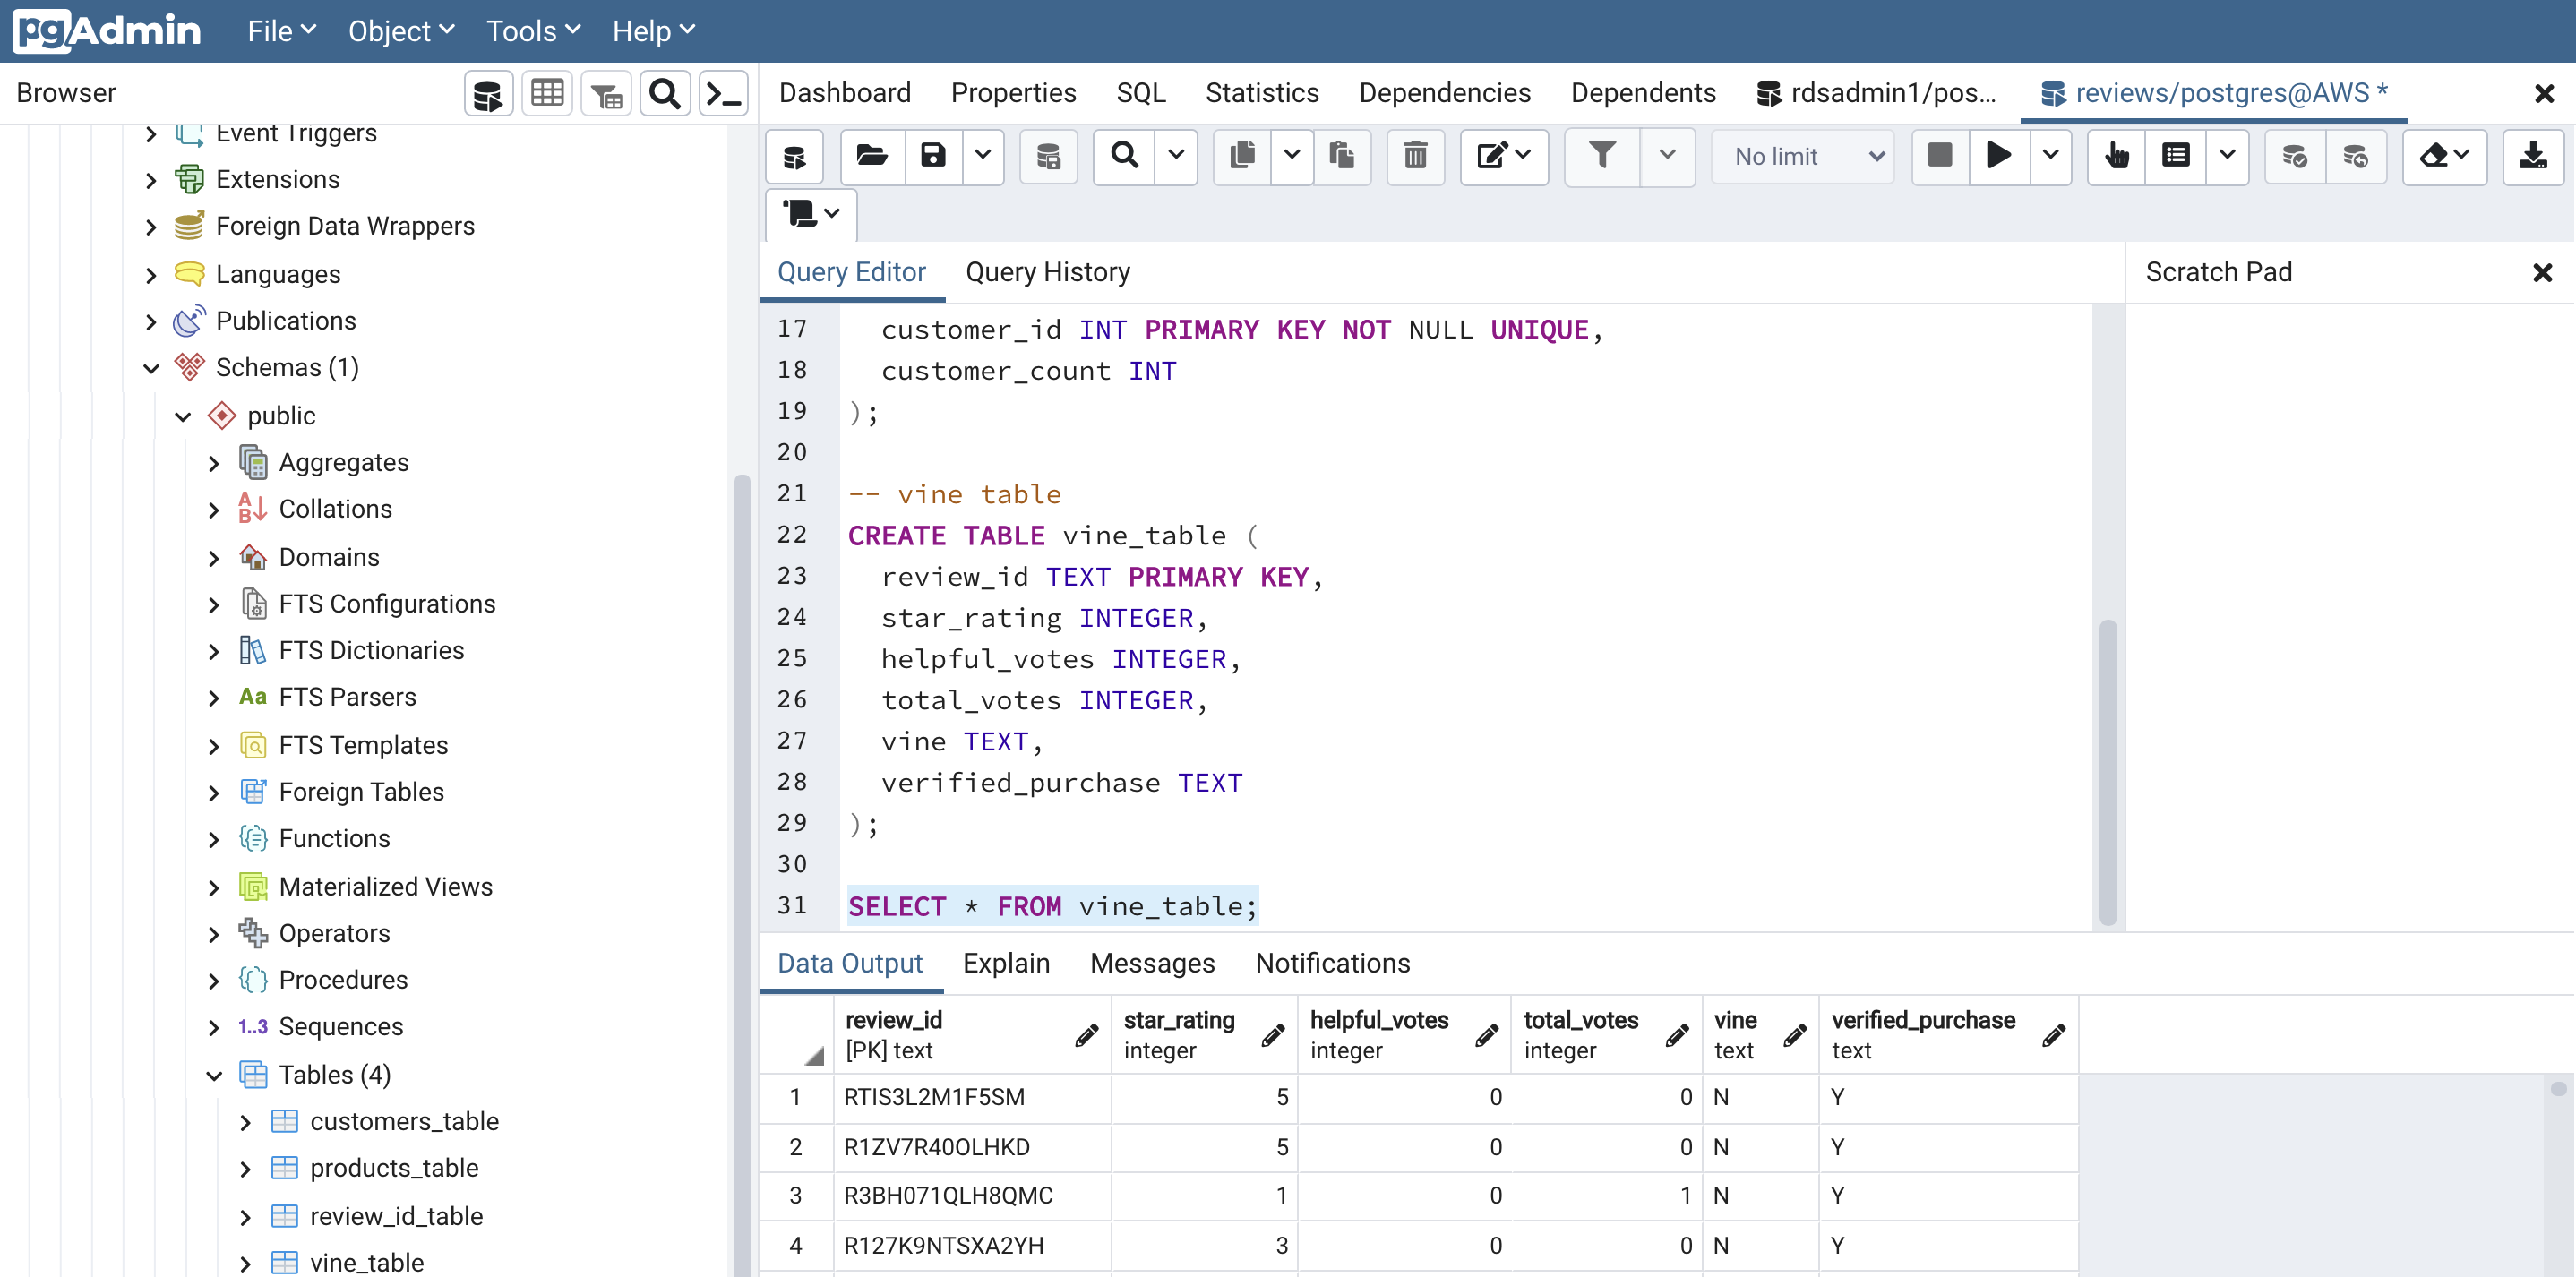 pgAdmin File Object Tools Help
Browser
Event Triggers
Extensions
Foreign Data Wrappers
Languages
Publications
Schemas (1)
public
Aggregates
Collations
Domains
FTS Configurations
FTS Dictionaries
Aa FTS Parsers
FTS Templates
Foreign Tables
Functions
Materialized Views
Operators
Procedures
1..3 Sequences
Tables (4)
customers_table
products_table
review_id_table
vine_table
Dashboard Properties SQL Statistics Dependencies Dependents rdsadmin1/pos... reviews/postgres@AWS *
No limit
Query Editor Query History
Scratch Pad
17 customer_id INT PRIMARY KEY NOT NULL UNIQUE,
18 customer_count INT
19 );
20
21 -- vine table
22 CREATE TABLE vine_table (
23 review_id TEXT PRIMARY KEY,
24 star_rating INTEGER,
25 helpful_votes INTEGER,
26 total_votes INTEGER,
27 vine TEXT,
28 verified_purchase TEXT
29 );
30
31 SELECT * FROM vine_table;
Data Output Explain Messages Notifications
review_id star_rating helpful_votes total_votes vine verified_purchase
[PK] text integer integer integer text text
1 RTIS3L2M1F5SM 5 0 0 N Y
2 R1ZV7R40OLHKD 5 0 0 N Y
3 R3BH071QLH8QMC 1 0 1 N Y
4 R127K9NTSXA2YH 3 0 0 N Y